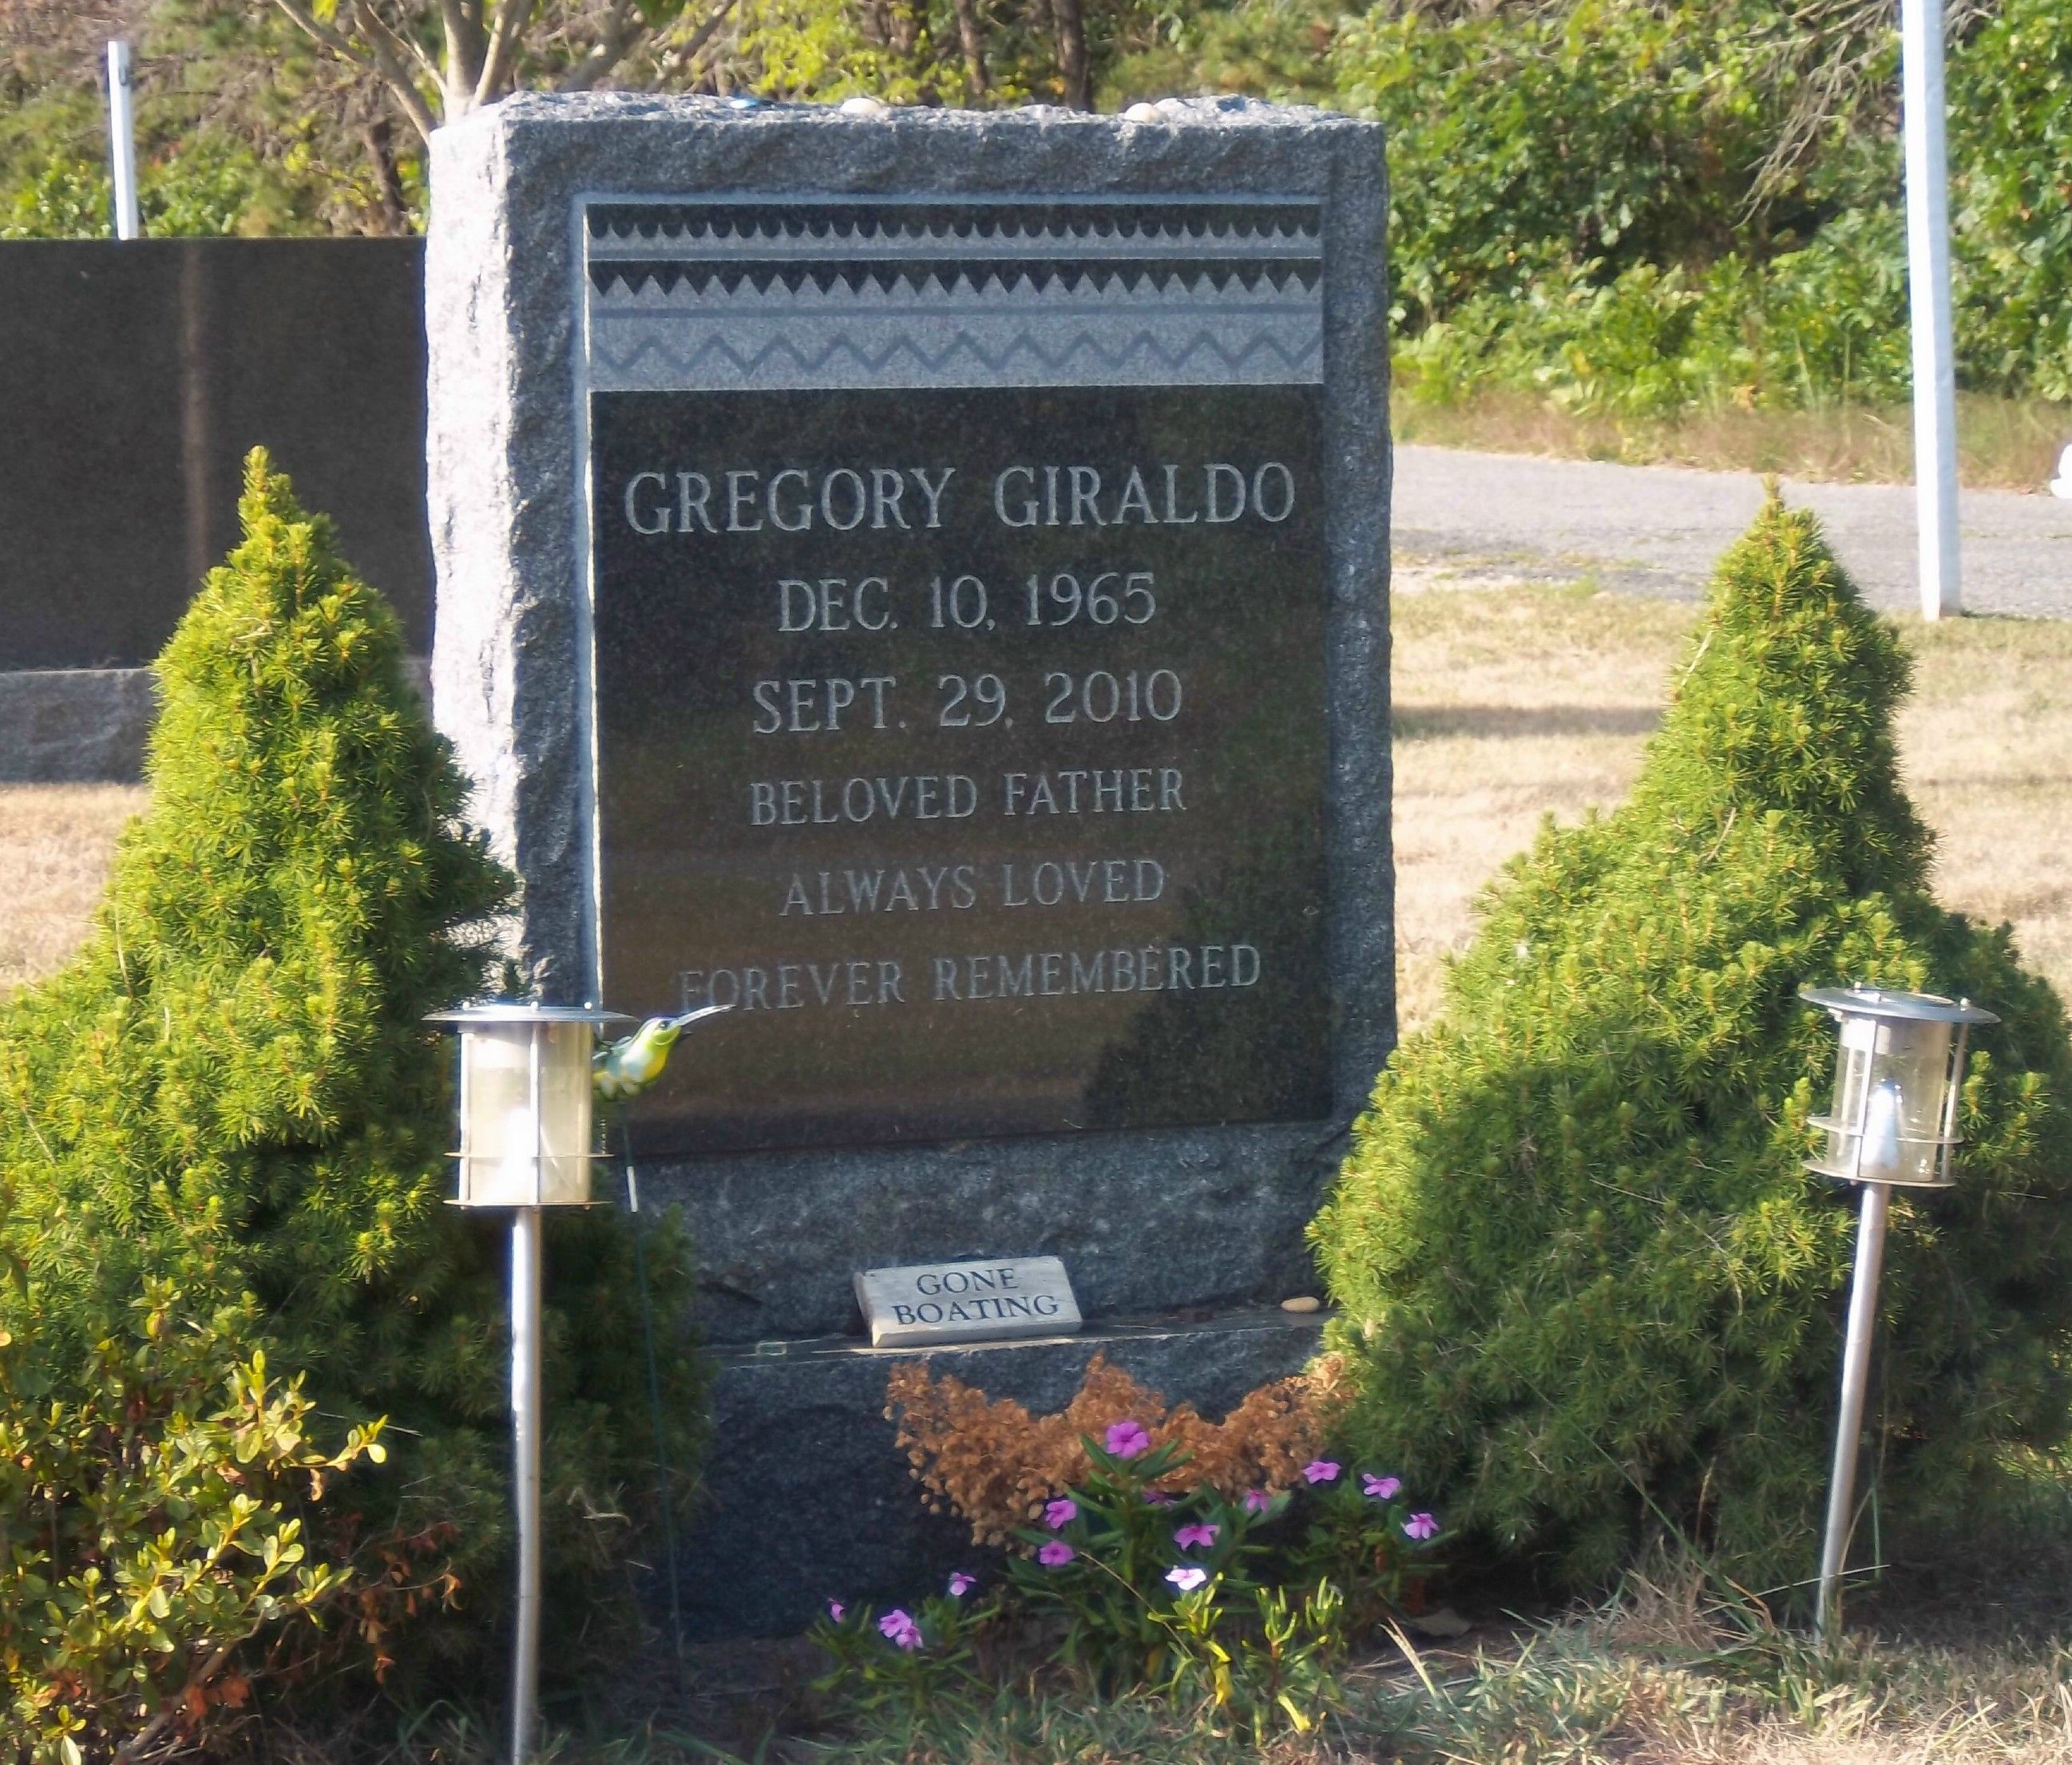 GREGORY GIRALDO
DEC. 10, 1965
SEPT. 29, 2010
BELOVED FATHER
ALWAYS LOVED
FOREVER REMEMBERED
GONE
BOATING